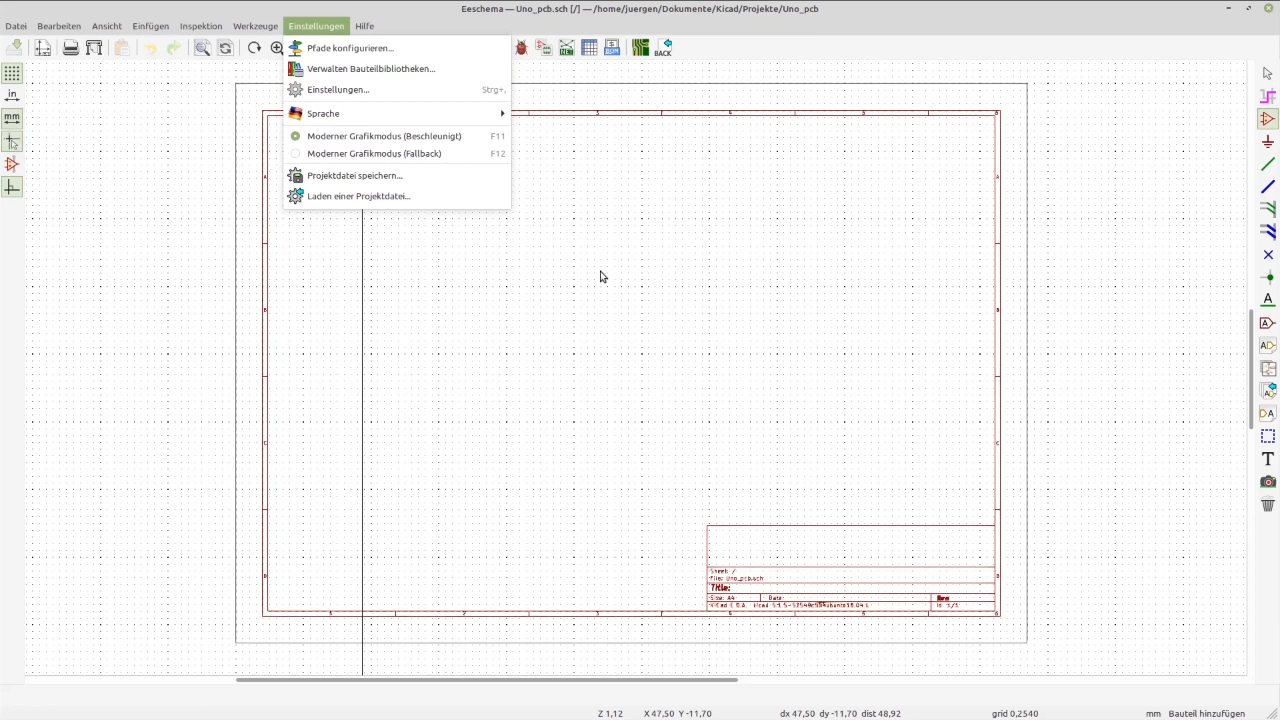 Eeschema — Uno_pcb.sch [/] — /home/juergen/Dokumente/Kicad/Projekte/Uno_pcb
Datei Bearbeiten Ansicht Einfügen Inspektion Werkzeuge Einstellungen Hilfe
BOM
BACK
Pfade konfigurieren...
Verwalten Bauteilbibliotheken...
Einstellungen... Strg+,
Sprache
Moderner Grafikmodus (Beschleunigt) F11
Moderner Grafikmodus (Fallback) F12
Projektdatei speichern...
Laden einer Projektdatei...
in
mm
Sheet: /
File: Uno_pcb.sch
Title:
Size: A4 Date:
Id: 1/1
Z 1,12 X 47,50 Y -11,70 dx 47,50 dy -11,70 dist 48,92 grid 0,2540 mm Bauteil hinzufügen